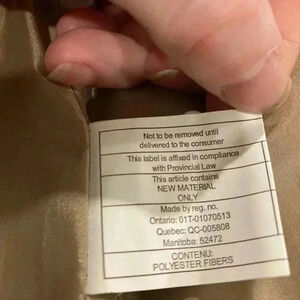 Not to be removed until
delivered to the consumer
This label is affixed in compliance
with Provincial Law
This article contains
NEW MATERIAL
ONLY
Made by reg. no.
Ontario: 01T-01070513
Quebec: QC-005808
Manitoba: 52472
CONTENU:
POLYESTER FIBERS